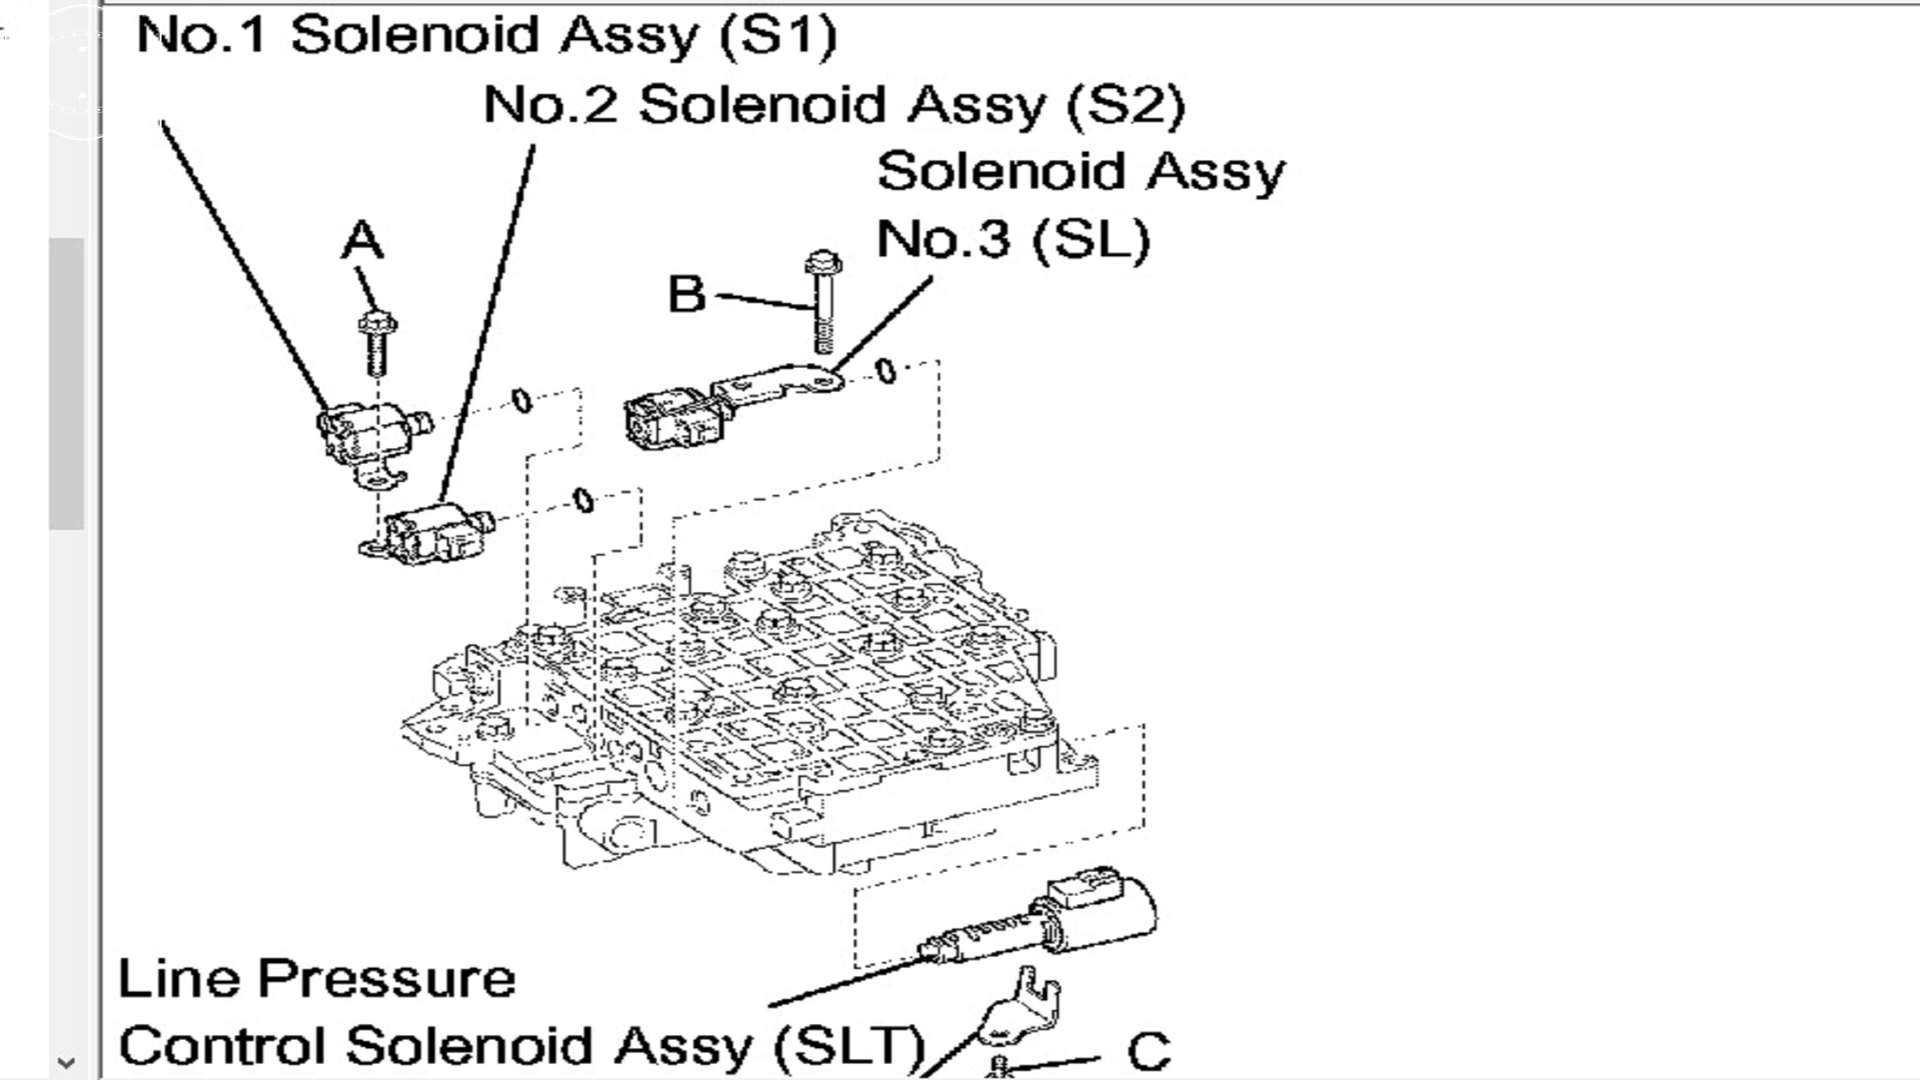 No.1 Solenoid Assy (S1)
No.2 Solenoid Assy (S2)
Solenoid Assy
No.3 (SL)
A
B
Line Pressure
Control Solenoid Assy (SLT)
C